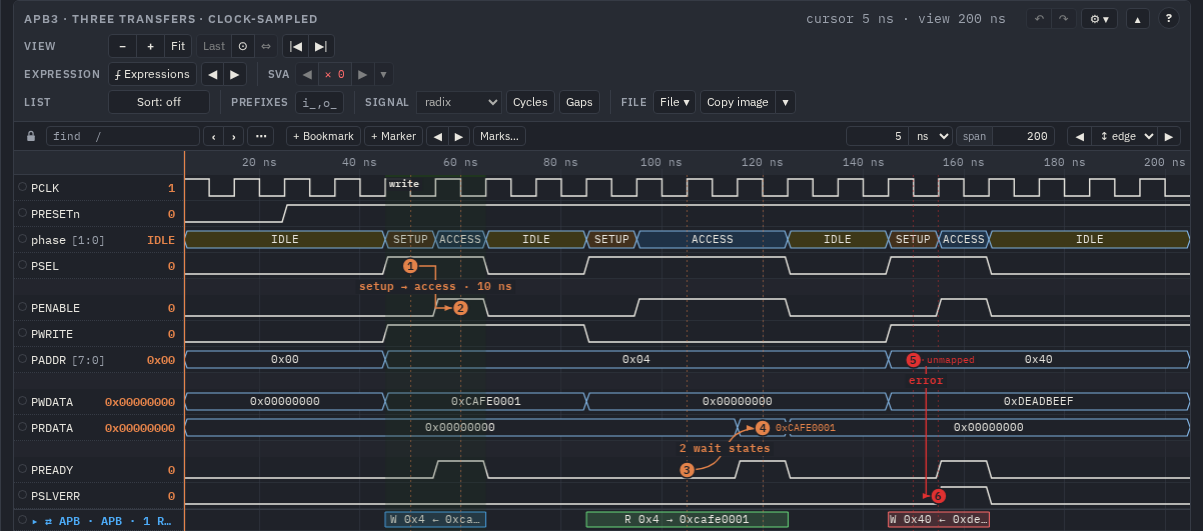 APB3 · THREE TRANSFERS · CLOCK-SAMPLED cursor 5 ns · view 200 ns ↶ ↷ ⚙ ▾ ▴ ?
VIEW − + Fit Last ⊙ ⇔ |◀ ▶|
EXPRESSION ⨍ Expressions ◀ ▶ SVA ◀ × 0 ▶ ▾
LIST Sort: off PREFIXES i_,o_ SIGNAL radix Cycles Gaps FILE File ▾ Copy image ▾
find / ‹ › ⋯ + Bookmark + Marker ◀ ▶ Marks… 5 ns span 200 ◀ ↕ edge ▶
20 ns 40 ns 60 ns 80 ns 100 ns 120 ns 140 ns 160 ns 180 ns 200 ns
PCLK 1 write
PRESETn 0
phase [1:0] IDLE IDLE SETUP ACCESS IDLE SETUP ACCESS IDLE SETUP ACCESS IDLE
PSEL 0 1
setup → access · 10 ns
PENABLE 0 2
PWRITE 0
PADDR [7:0] 0x00 0x00 0x04 5 unmapped 0x40
error
PWDATA 0x00000000 0x00000000 0xCAFE0001 0x00000000 0xDEADBEEF
PRDATA 0x00000000 0x00000000 4 0xCAFE0001 0x00000000
2 wait states
PREADY 0 3
PSLVERR 0 6
▸ ⇄ APB · APB · 1 R… W 0x4 ← 0xca… R 0x4 → 0xcafe0001 W 0x40 ← 0xde…